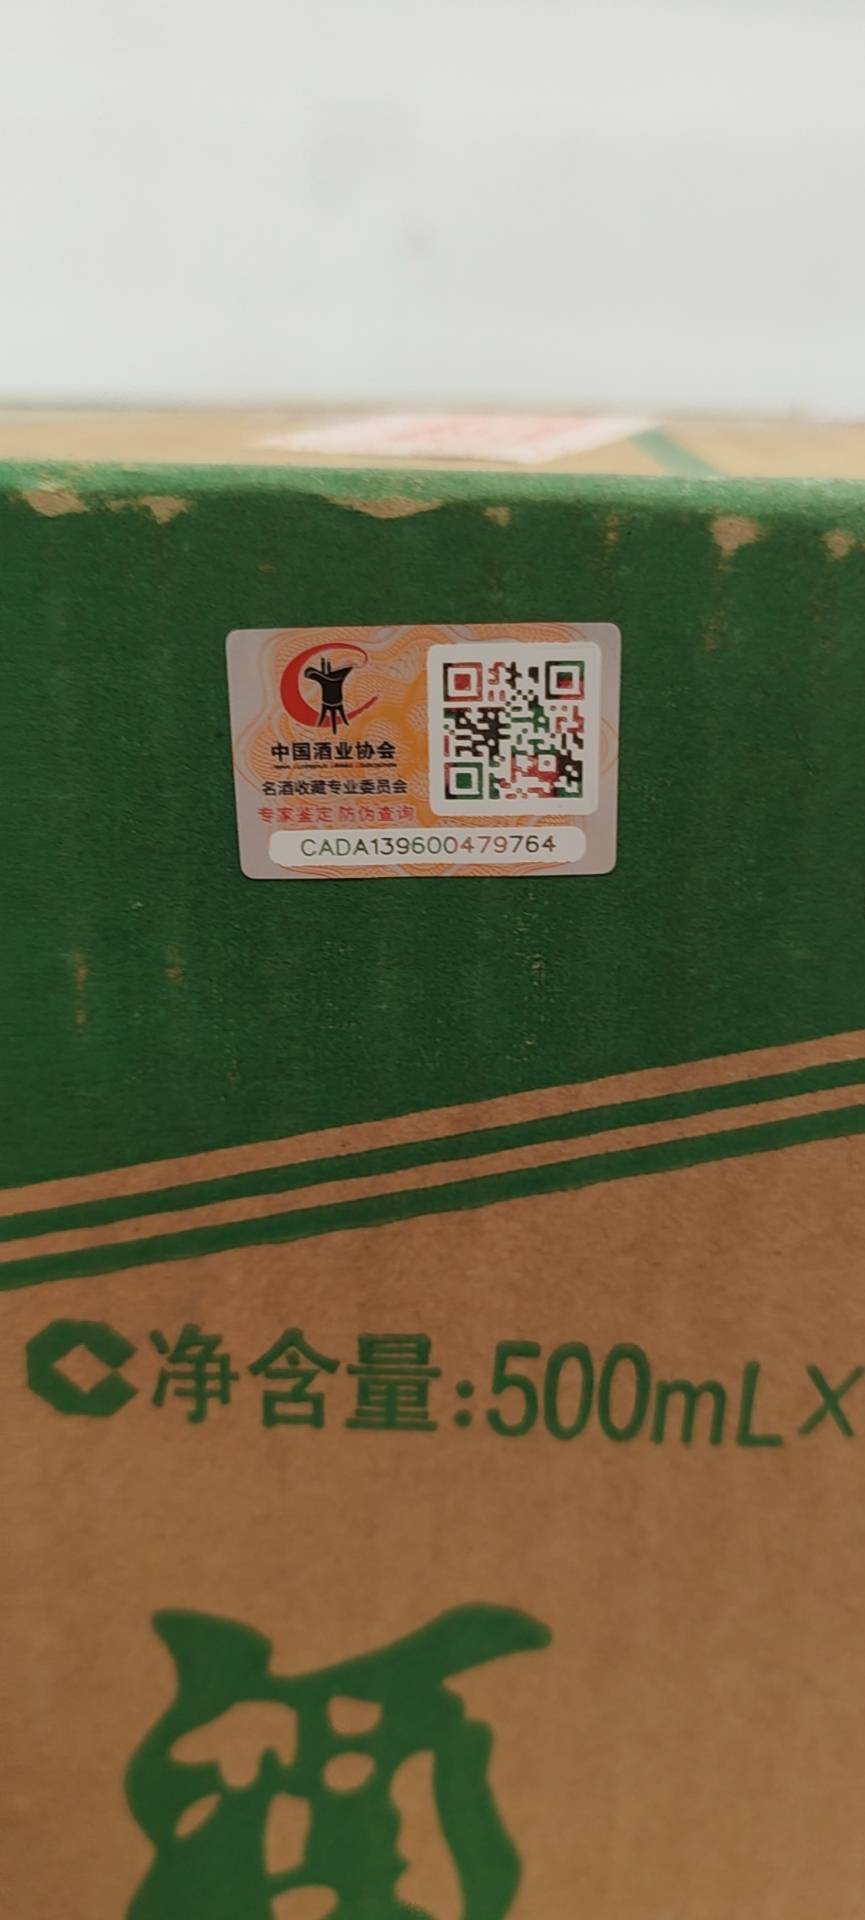 中国酒业协会
名酒收藏专业委员会
专家鉴定 防伪查询
CADA139600479764
净含量:500mL×